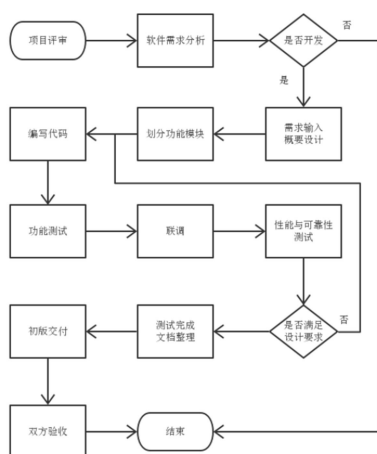 项目评审
软件需求分析
是否开发
否
是
编写代码
划分功能模块
需求输入
概要设计
功能测试
联调
性能与可靠性
测试
初版交付
测试完成
文档整理
是否满足
设计要求
否
双方验收
结束